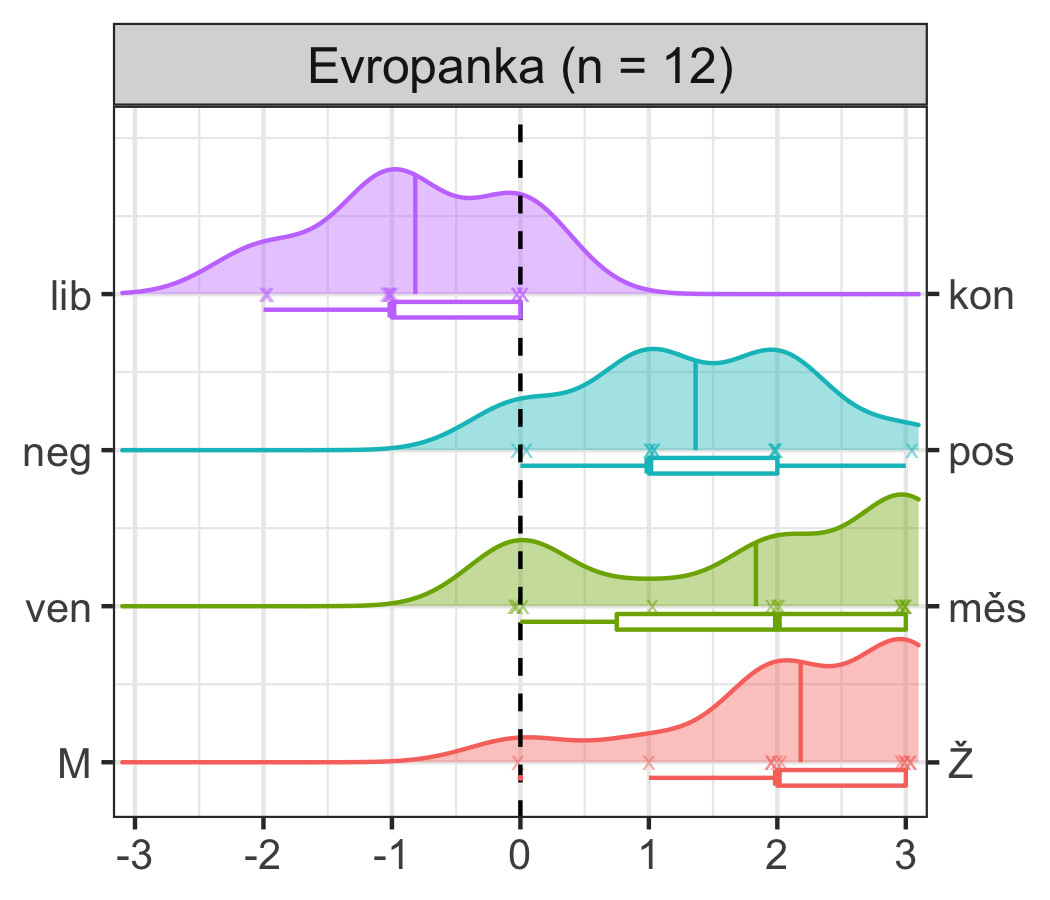 Evropanka (n = 12)
lib kon
neg pos
ven měs
M Ž
-3 -2 -1 0 1 2 3